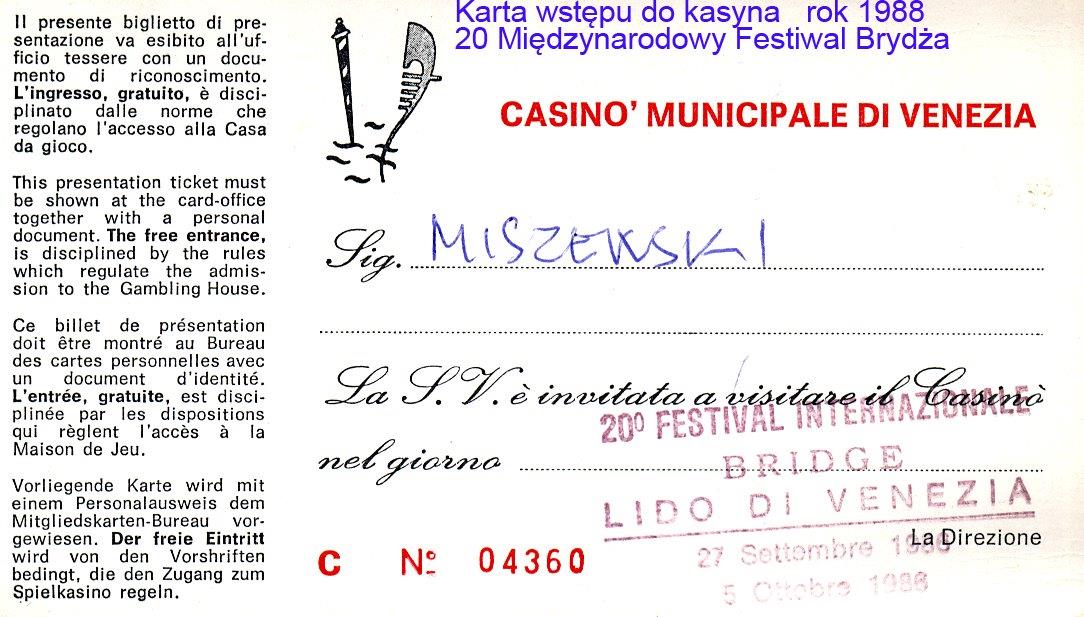 Karta wstępu do kasyna rok 1988
20 Międzynarodowy Festiwal Brydża
Il presente biglietto di pre-
sentazione va esibito all'uf-
ficio tessere con un docu-
mento di riconoscimento.
L'ingresso, gratuito, è disci-
plinato dalle norme che
regolano l'accesso alla Casa
da gioco.
This presentation ticket must
be shown at the card-office
together with a personal
document. The free entrance,
is disciplined by the rules
which regulate the admis-
sion to the Gambling House.
Ce billet de présentation
doit être montré au Bureau
des cartes personnelles avec
un document d'identité.
L'entrée, gratuite, est disci-
plinée par les dispositions
qui règlent l'accès à la
Maison de Jeu.
Vorliegende Karte wird mit
einem Personalausweis dem
Mitgliedskarten-Bureau vor-
gewiesen. Der freie Eintritt
wird von den Vorshriften
bedingt, die den Zugang zum
Spielkasino regeln.
CASINO' MUNICIPALE DI VENEZIA
Sig. MISZEWSKI
La S. V. è invitata a visitare il Casinò
nel giorno
20º FESTIVAL INTERNAZIONALE
BRIDGE
LIDO DI VENEZIA
27 Settembre 1986
5 Ottobre 1986
La Direzione
C Nº 04360